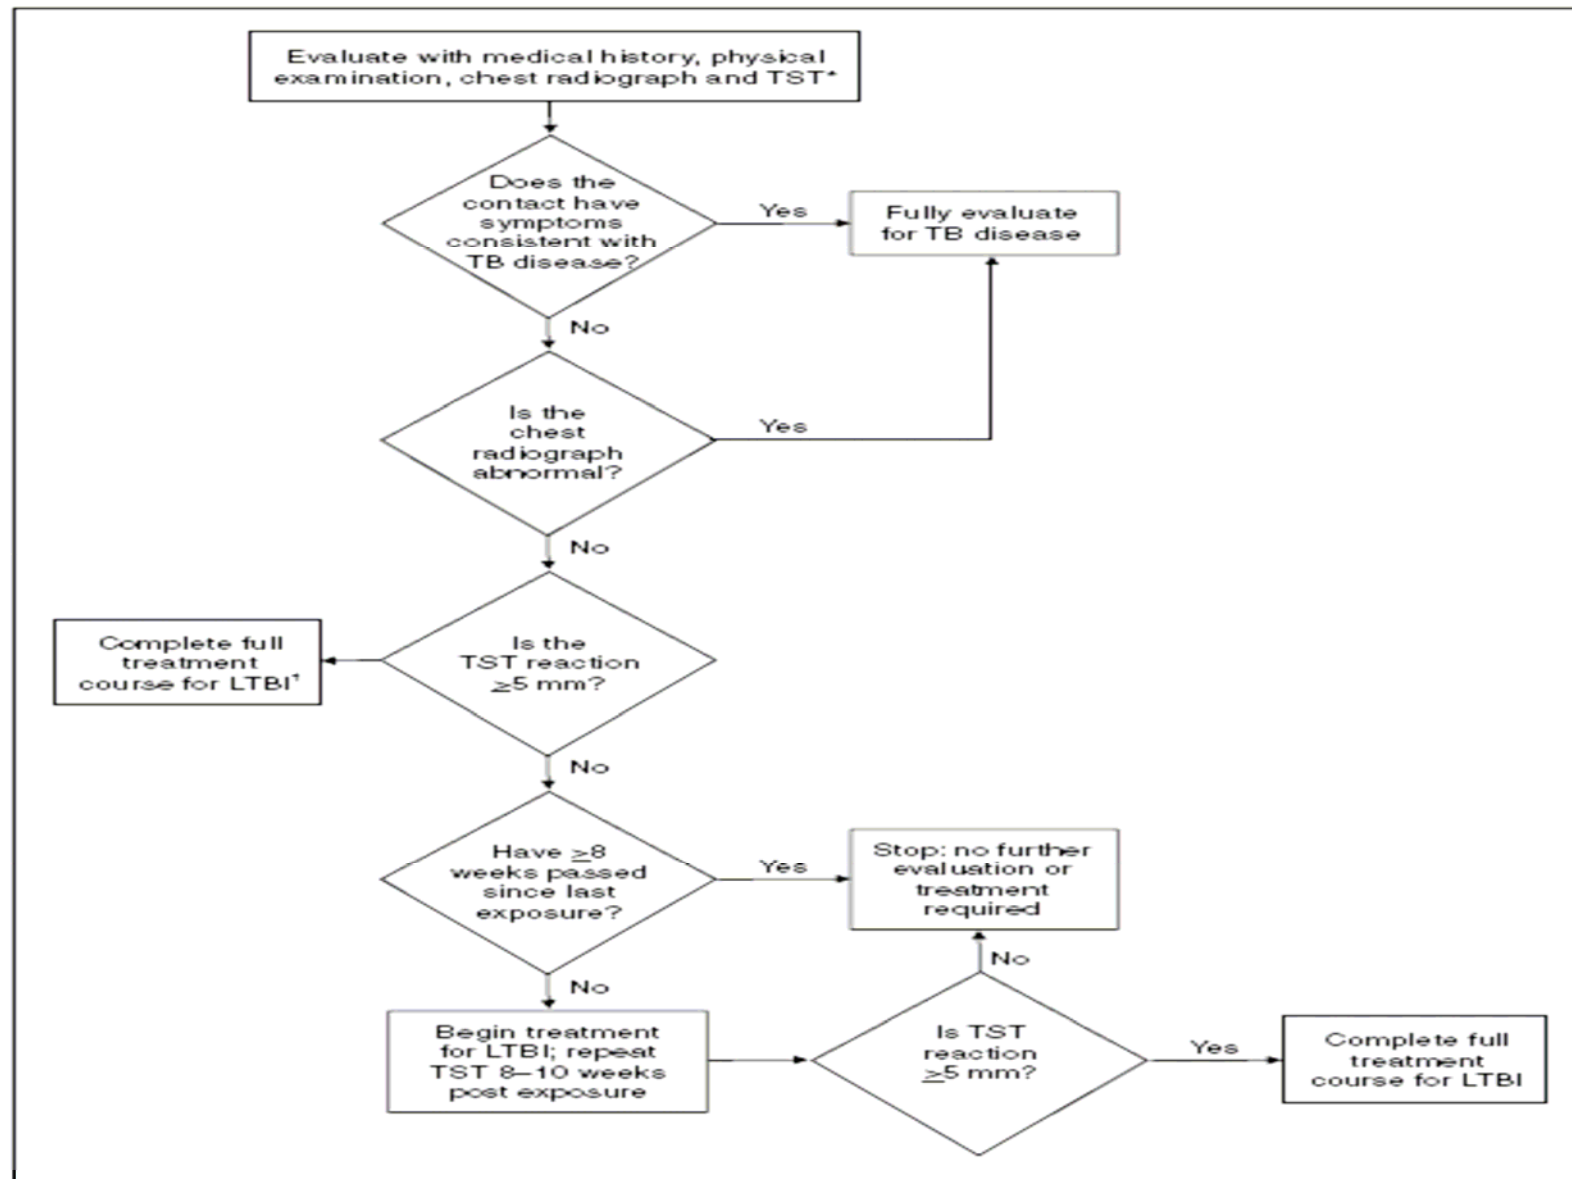 Evaluate with medical history, physical
examination, chest radiograph and TST*
Does the
contact have
symptoms
consistent with
TB disease?
Yes
Fully evaluate
for TB disease
No
Is the
chest
radiograph
abnormal?
Yes
No
Complete full
treatment
course for LTBI†
Is the
TST reaction
≥5 mm?
No
Have ≥8
weeks passed
since last
exposure?
Yes
Stop: no further
evaluation or
treatment
required
No
No
Begin treatment
for LTBI; repeat
TST 8–10 weeks
post exposure
Is TST
reaction
≥5 mm?
Yes
Complete full
treatment
course for LTBI